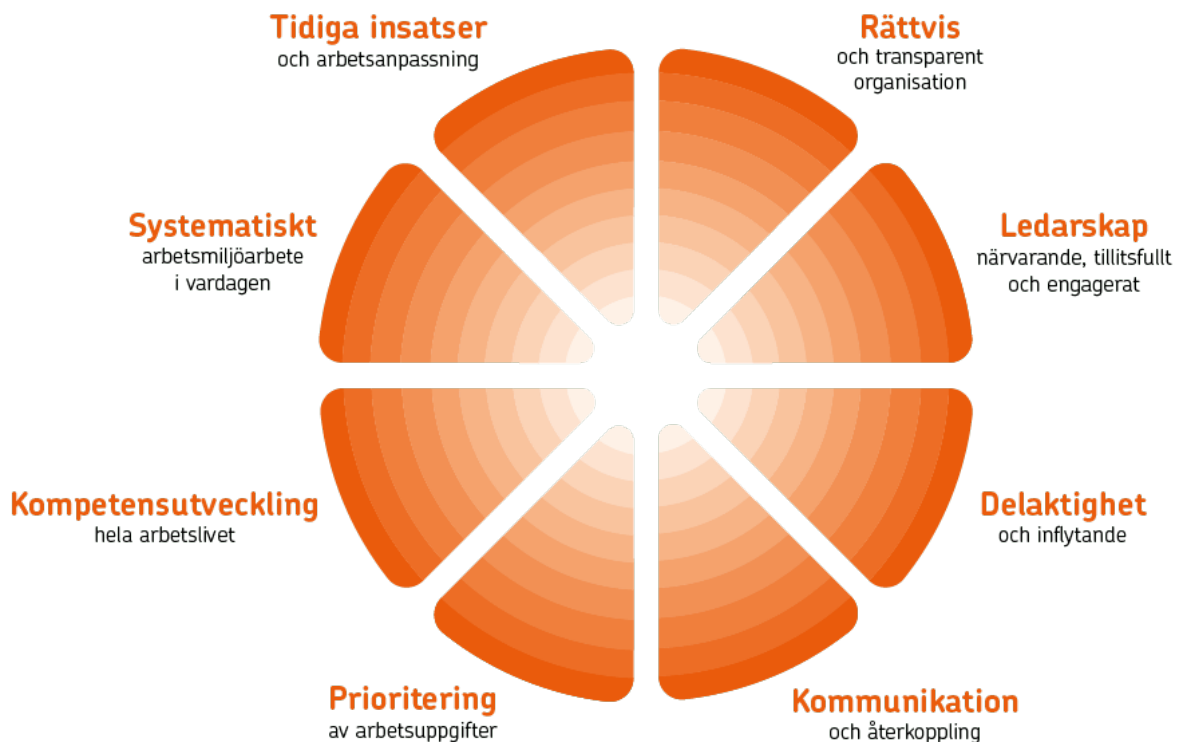 Tidiga insatser
och arbetsanpassning
Rättvis
och transparent
organisation
Ledarskap
närvarande, tillitsfullt
och engagerat
Delaktighet
och inflytande
Kommunikation
och återkoppling
Prioritering
av arbetsuppgifter
Kompetensutveckling
hela arbetslivet
Systematiskt
arbetsmiljöarbete
i vardagen